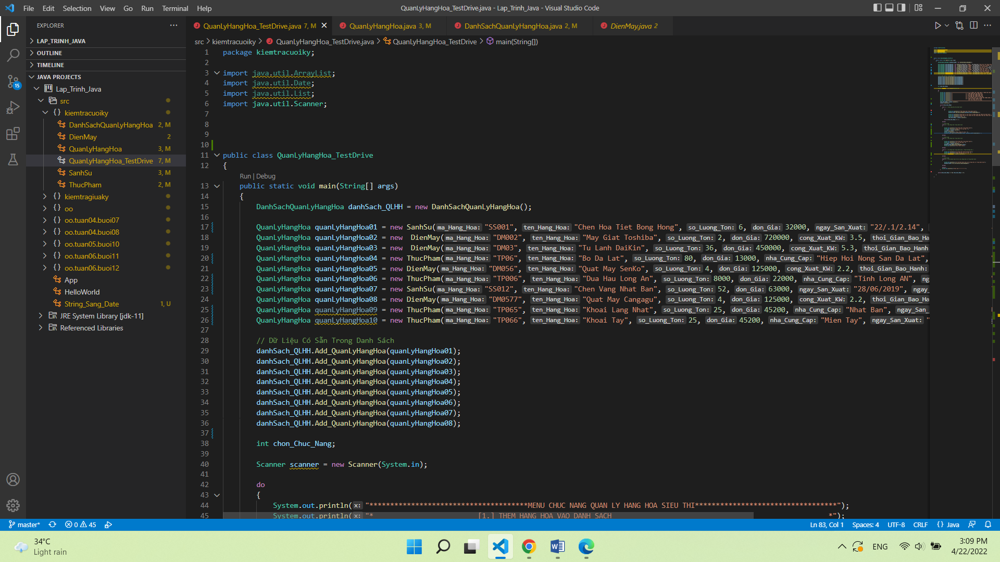 File Edit Selection View Go Run Terminal Help
QuanLyHangHoa_TestDrive.java - Lap_Trinh_Java - Visual Studio Code
EXPLORER
LAP_TRINH_JAVA
OUTLINE
TIMELINE
JAVA PROJECTS
Lap_Trinh_Java
src
kiemtracuoiky
DanhSachQuanLyHangHoa 2, M
DienMay 2
QuanLyHangHoa 3, M
QuanLyHangHoa_TestDrive 7, M
SanhSu 3, M
ThucPham 2, M
kiemtragiuaky
oo
oo.tuan04.buoi07
oo.tuan04.buoi08
oo.tuan05.buoi10
oo.tuan06.buoi11
oo.tuan06.buoi12
App
HelloWorld
String_Sang_Date 1, U
JRE System Library [jdk-11]
Referenced Libraries
15
QuanLyHangHoa_TestDrive.java 7, M
QuanLyHangHoa.java 3, M
DanhSachQuanLyHangHoa.java 2, M
DienMay.java 2
src > kiemtracuoiky > QuanLyHangHoa_TestDrive.java > QuanLyHangHoa_TestDrive > main(String[])
1 package kiemtracuoiky;
2
3 import java.util.ArrayList;
4 import java.util.Date;
5 import java.util.List;
6 import java.util.Scanner;
7
8
9
10
11 public class QuanLyHangHoa_TestDrive
12 {
Run | Debug
13 public static void main(String[] args)
14 {
15 DanhSachQuanLyHangHoa danhSach_QLHH = new DanhSachQuanLyHangHoa();
16
17 QuanLyHangHoa quanLyHangHoa01 = new SanhSu(ma_Hang_Hoa: "SS001", ten_Hang_Hoa: "Chen Hoa Tiet Bong Hong", so_Luong_Ton: 6, don_Gia: 32000, ngay_San_Xuat: "22/.1/2.14",
18 QuanLyHangHoa quanLyHangHoa02 = new DienMay(ma_Hang_Hoa: "DM002", ten_Hang_Hoa: "May Giat Toshiba", so_Luong_Ton: 2, don_Gia: 720000, cong_Xuat_KW: 3.5, thoi_Gian_Bao_Ha
19 QuanLyHangHoa quanLyHangHoa03 = new DienMay(ma_Hang_Hoa: "DM03", ten_Hang_Hoa: "Tu Lanh DaiKin", so_Luong_Ton: 36, don_Gia: 450000, cong_Xuat_KW: 5.3, thoi_Gian_Bao_Hanh
20 QuanLyHangHoa quanLyHangHoa04 = new ThucPham(ma_Hang_Hoa: "TP06", ten_Hang_Hoa: "Bo Da Lat", so_Luong_Ton: 80, don_Gia: 13000, nha_Cung_Cap: "Hiep Hoi Nong San Da Lat",
21 QuanLyHangHoa quanLyHangHoa05 = new DienMay(ma_Hang_Hoa: "DM056", ten_Hang_Hoa: "Quat May SenKo", so_Luong_Ton: 4, don_Gia: 125000, cong_Xuat_KW: 2.2, thoi_Gian_Bao_Hanh:
22 QuanLyHangHoa quanLyHangHoa06 = new ThucPham(ma_Hang_Hoa: "TP006", ten_Hang_Hoa: "Dua Hau Long An", so_Luong_Ton: 8000, don_Gia: 22000, nha_Cung_Cap: "Tinh Long AN", ng
23 QuanLyHangHoa quanLyHangHoa07 = new SanhSu(ma_Hang_Hoa: "SS012", ten_Hang_Hoa: "Chen Vang Nhat Ban", so_Luong_Ton: 52, don_Gia: 63000, ngay_San_Xuat: "28/06/2019", ngay_
24 QuanLyHangHoa quanLyHangHoa08 = new DienMay(ma_Hang_Hoa: "DM0577", ten_Hang_Hoa: "Quat May Cangagu", so_Luong_Ton: 4, don_Gia: 125000, cong_Xuat_KW: 2.2, thoi_Gian_Bao_Ha
25 QuanLyHangHoa quanLyHangHoa09 = new ThucPham(ma_Hang_Hoa: "TP065", ten_Hang_Hoa: "Khoai Lang Nhat", so_Luong_Ton: 25, don_Gia: 45200, nha_Cung_Cap: "Nhat Ban", ngay_San_
26 QuanLyHangHoa quanLyHangHoa10 = new ThucPham(ma_Hang_Hoa: "TP066", ten_Hang_Hoa: "Khoai Tay", so_Luong_Ton: 25, don_Gia: 45200, nha_Cung_Cap: "Mien Tay", ngay_San_Xuat: "
27
28 // Dữ Liệu Có Sẵn Trong Danh Sách
29 danhSach_QLHH.Add_QuanLyHangHoa(quanLyHangHoa01);
30 danhSach_QLHH.Add_QuanLyHangHoa(quanLyHangHoa02);
31 danhSach_QLHH.Add_QuanLyHangHoa(quanLyHangHoa03);
32 danhSach_QLHH.Add_QuanLyHangHoa(quanLyHangHoa04);
33 danhSach_QLHH.Add_QuanLyHangHoa(quanLyHangHoa05);
34 danhSach_QLHH.Add_QuanLyHangHoa(quanLyHangHoa06);
35 danhSach_QLHH.Add_QuanLyHangHoa(quanLyHangHoa07);
36 danhSach_QLHH.Add_QuanLyHangHoa(quanLyHangHoa08);
37
38 int chon_Chuc_Nang;
39
40 Scanner scanner = new Scanner(System.in);
41
42 do
43 {
44 System.out.println(x: "**************************************MENU CHUC NANG QUAN LY HANG HOA SIEU THI**********************************");
45 System.out.println(x: "* [1.] THEM HANG HOA VAO DANH SACH *");
master* 0 45
Ln 83, Col 1 Spaces: 4 UTF-8 CRLF {} Java
34°C
Light rain
ENG
3:09 PM
4/22/2022